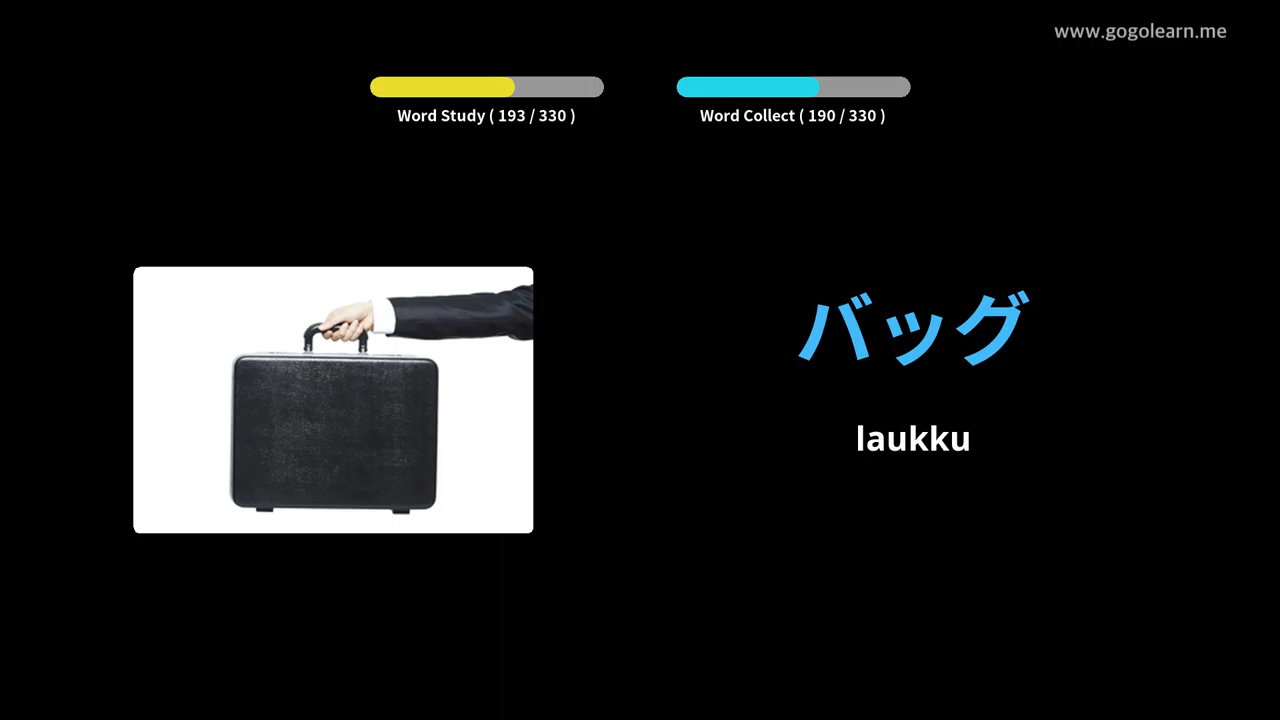 www.gogolearn.me
Word Study ( 193 / 330 )
Word Collect ( 190 / 330 )
バッグ
laukku